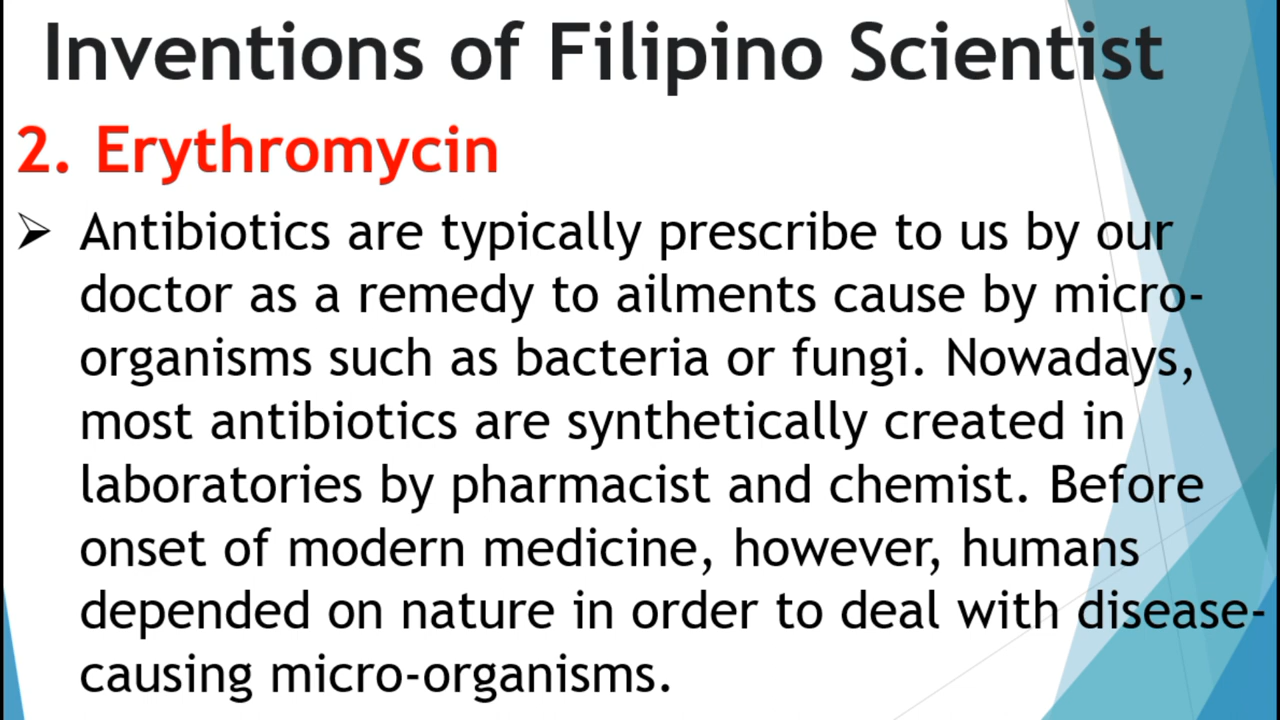 Inventions of Filipino Scientist
2. Erythromycin
➢ Antibiotics are typically prescribe to us by our
doctor as a remedy to ailments cause by micro-
organisms such as bacteria or fungi. Nowadays,
most antibiotics are synthetically created in
laboratories by pharmacist and chemist. Before
onset of modern medicine, however, humans
depended on nature in order to deal with disease-
causing micro-organisms.